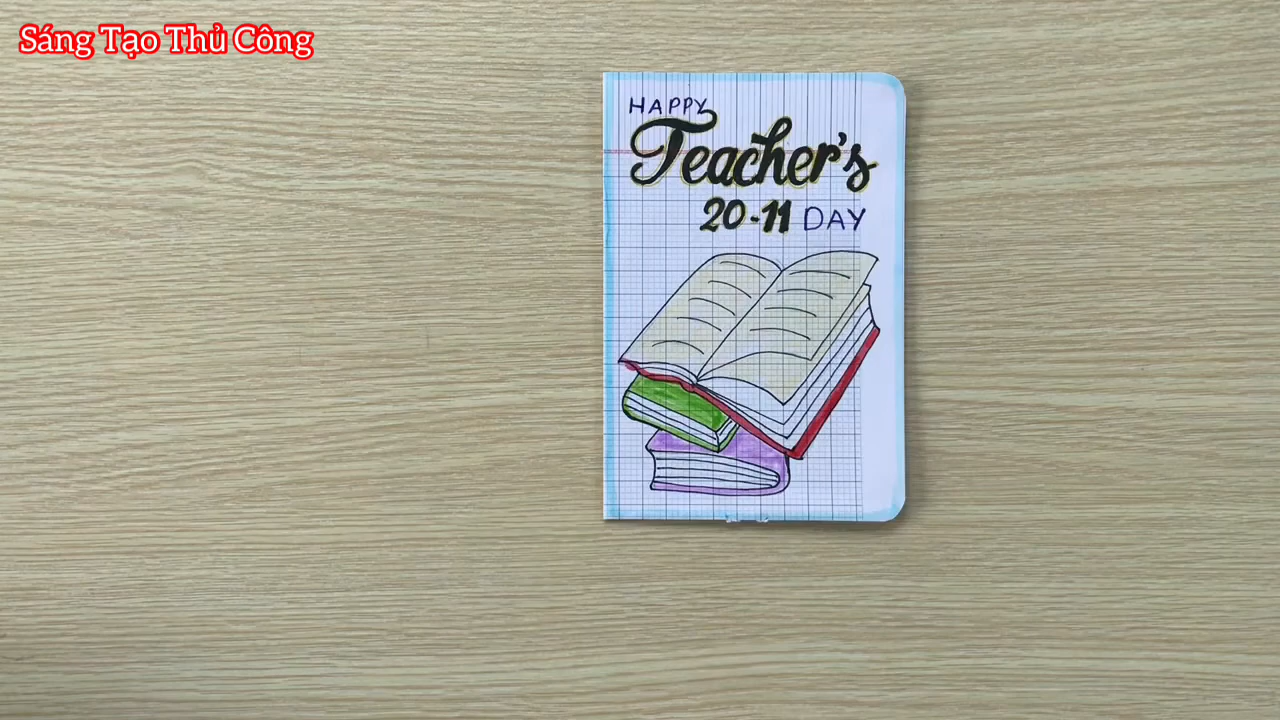 Sáng Tạo Thủ Công
HAPPY
Teacher's
20-11 DAY